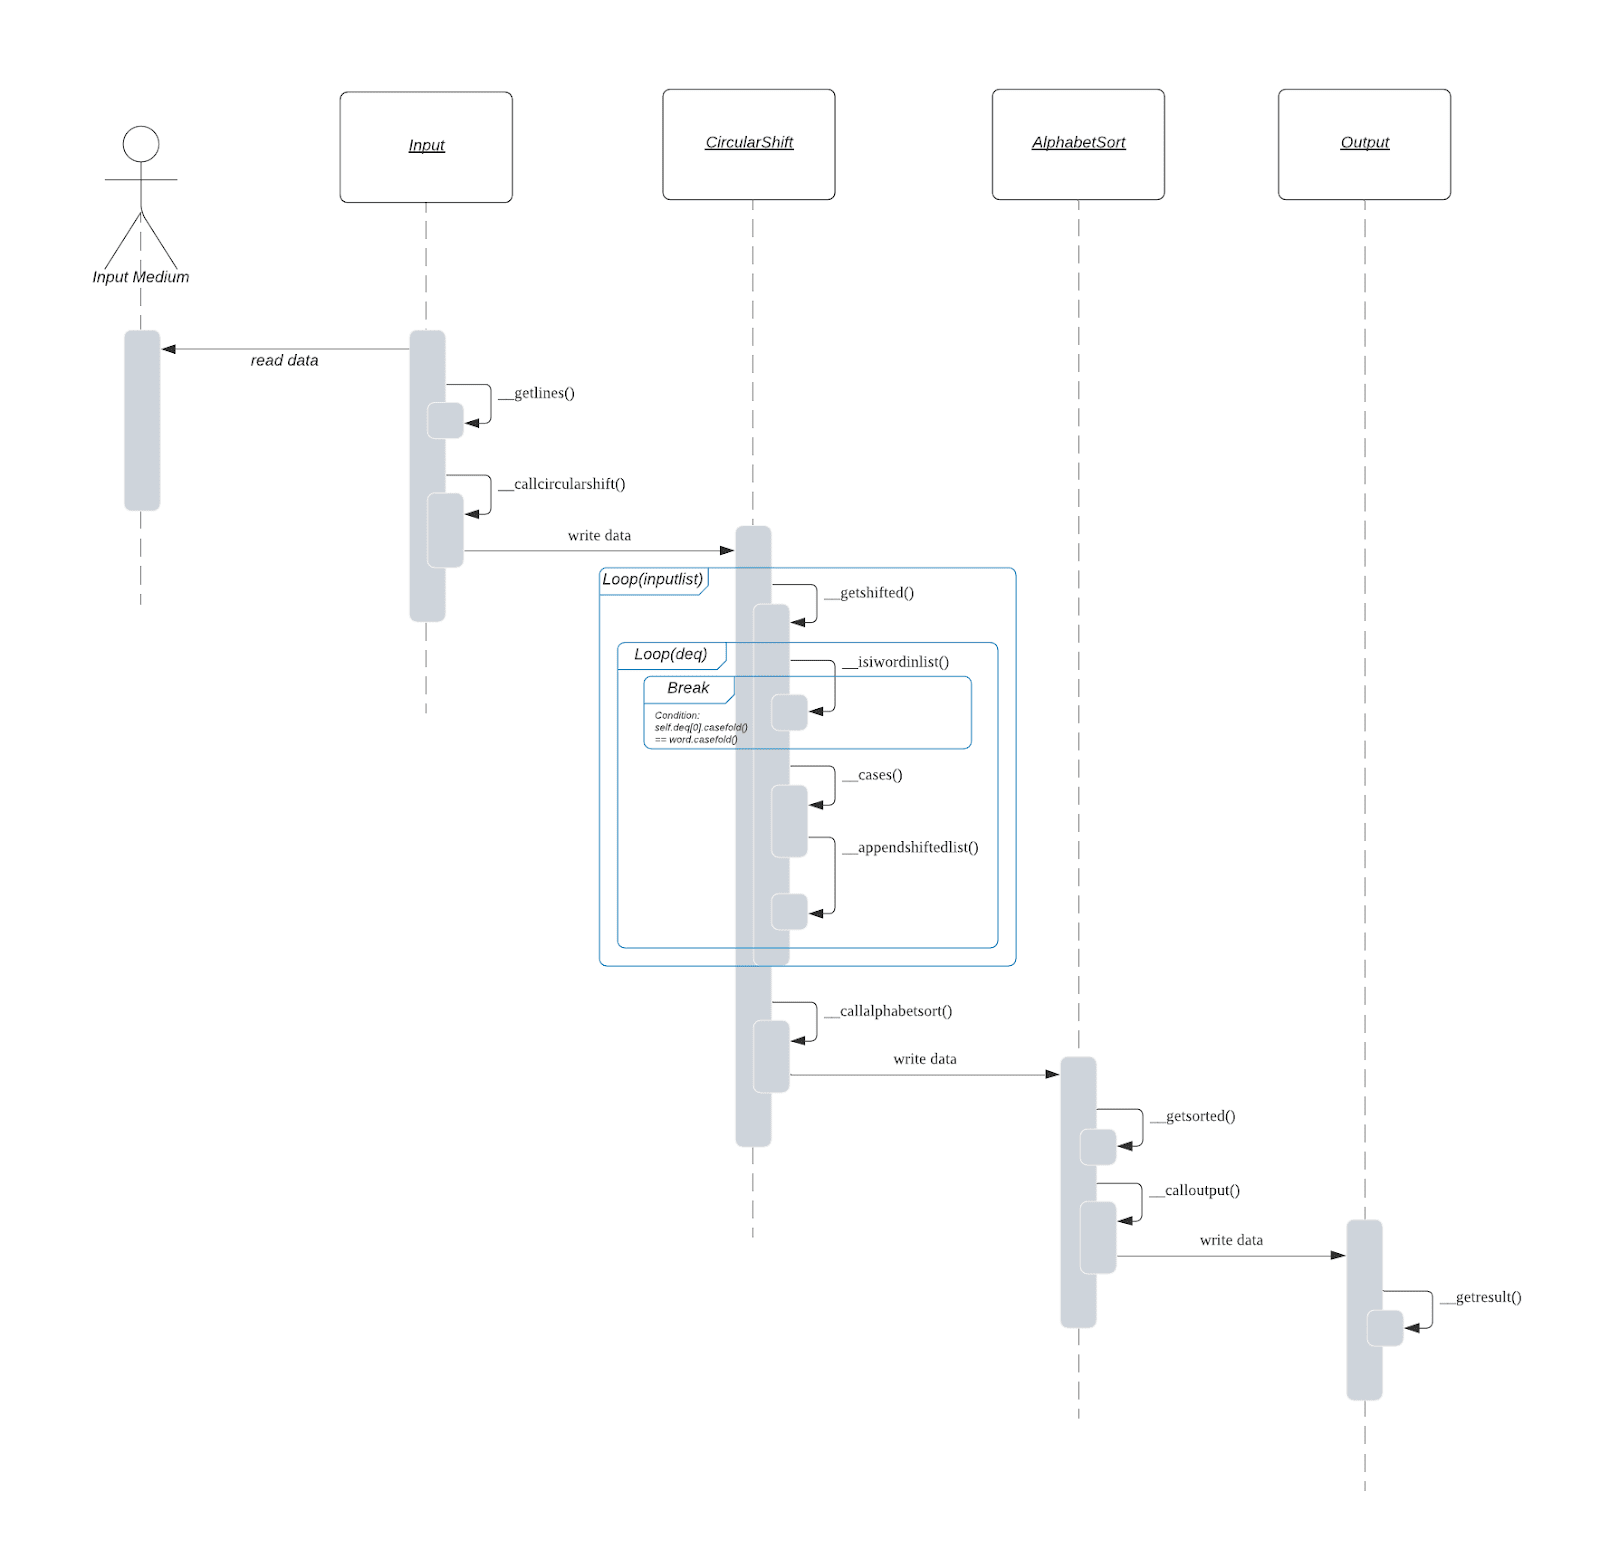 Input
CircularShift
AlphabetSort
Output
Input Medium
read data
__getlines()
__callcircularshift()
write data
Loop(inputlist)
__getshifted()
Loop(deq)
__isiwordinlist()
Break
Condition:
self.deq[0].casefold()
== word.casefold()
__cases()
__appendshiftedlist()
__callalphabetsort()
write data
__getsorted()
__calloutput()
write data
__getresult()